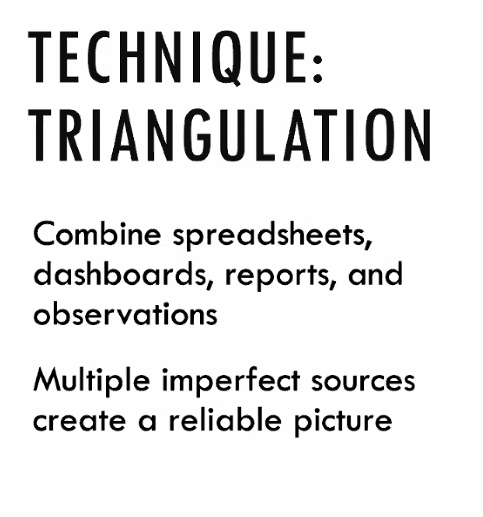 TECHNIQUE:
TRIANGULATION
Combine spreadsheets,
dashboards, reports, and
observations
Multiple imperfect sources
create a reliable picture